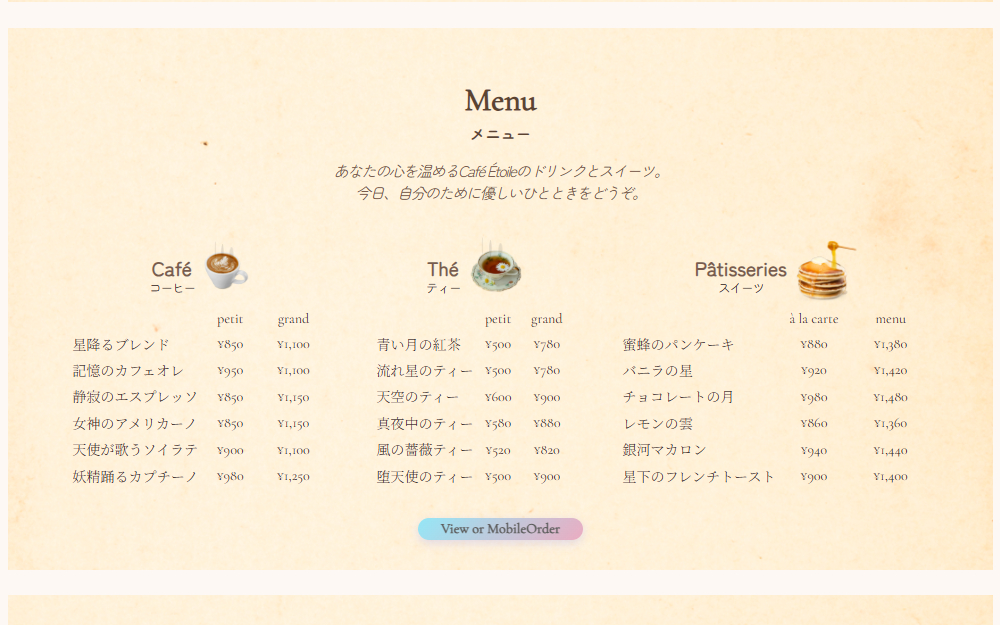 Menu
メニュー
あなたの心を温めるCafé Étoileのドリンクとスイーツ。
今日、自分のために優しいひとときをどうぞ。
Café
コーヒー
petit grand
星降るブレンド ¥850 ¥1,100
記憶のカフェオレ ¥950 ¥1,100
静寂のエスプレッソ ¥850 ¥1,150
女神のアメリカーノ ¥850 ¥1,150
天使が歌うソイラテ ¥900 ¥1,100
妖精踊るカプチーノ ¥980 ¥1,250
Thé
ティー
petit grand
青い月の紅茶 ¥500 ¥780
流れ星のティー ¥500 ¥780
天空のティー ¥600 ¥900
真夜中のティー ¥580 ¥880
風の薔薇ティー ¥520 ¥820
堕天使のティー ¥500 ¥900
Pâtisseries
スイーツ
à la carte menu
蜜蜂のパンケーキ ¥880 ¥1,380
バニラの星 ¥920 ¥1,420
チョコレートの月 ¥980 ¥1,480
レモンの雲 ¥860 ¥1,360
銀河マカロン ¥940 ¥1,440
星下のフレンチトースト ¥900 ¥1,400
View or MobileOrder